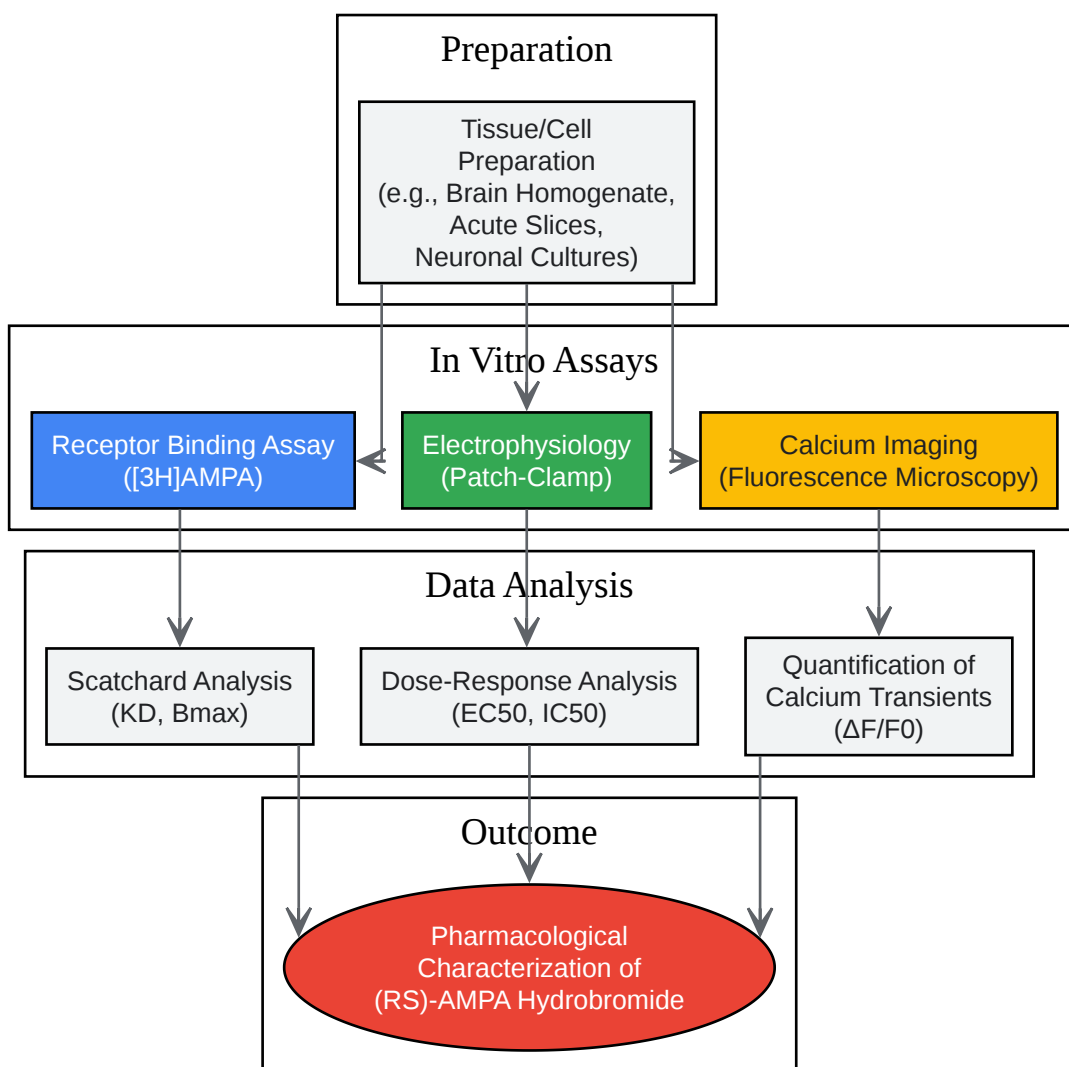 Preparation
Tissue/Cell
Preparation
(e.g., Brain Homogenate,
Acute Slices,
Neuronal Cultures)
In Vitro Assays
Receptor Binding Assay
([3H]AMPA)
Electrophysiology
(Patch-Clamp)
Calcium Imaging
(Fluorescence Microscopy)
Data Analysis
Scatchard Analysis
(KD, Bmax)
Dose-Response Analysis
(EC50, IC50)
Quantification of
Calcium Transients
(ΔF/F0)
Outcome
Pharmacological
Characterization of
(RS)-AMPA Hydrobromide